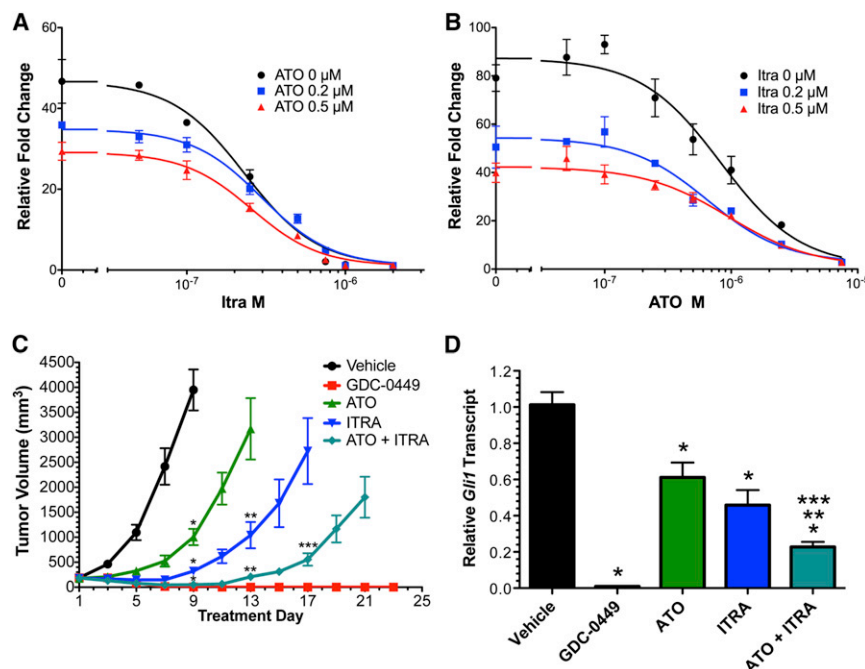 A
60
40
20
0
Relative Fold Change
ATO 0 µM
ATO 0.2 µM
ATO 0.5 µM
0
10-7
10-6
Itra M
B
100
80
60
40
20
0
Relative Fold Change
Itra 0 µM
Itra 0.2 µM
Itra 0.5 µM
0
10-7
10-6
10-5
ATO M
C
4500
4000
3500
3000
2500
2000
1500
1000
500
0
Tumor Volume (mm3)
Vehicle
GDC-0449
ATO
ITRA
ATO + ITRA
*
*
*
**
**
***
1
5
9
13
17
21
25
Treatment Day
D
1.2
1.0
0.8
0.6
0.4
0.2
0.0
Relative Gli1 Transcript
*
*
*
***
**
*
Vehicle
GDC-0449
ATO
ITRA
ATO + ITRA